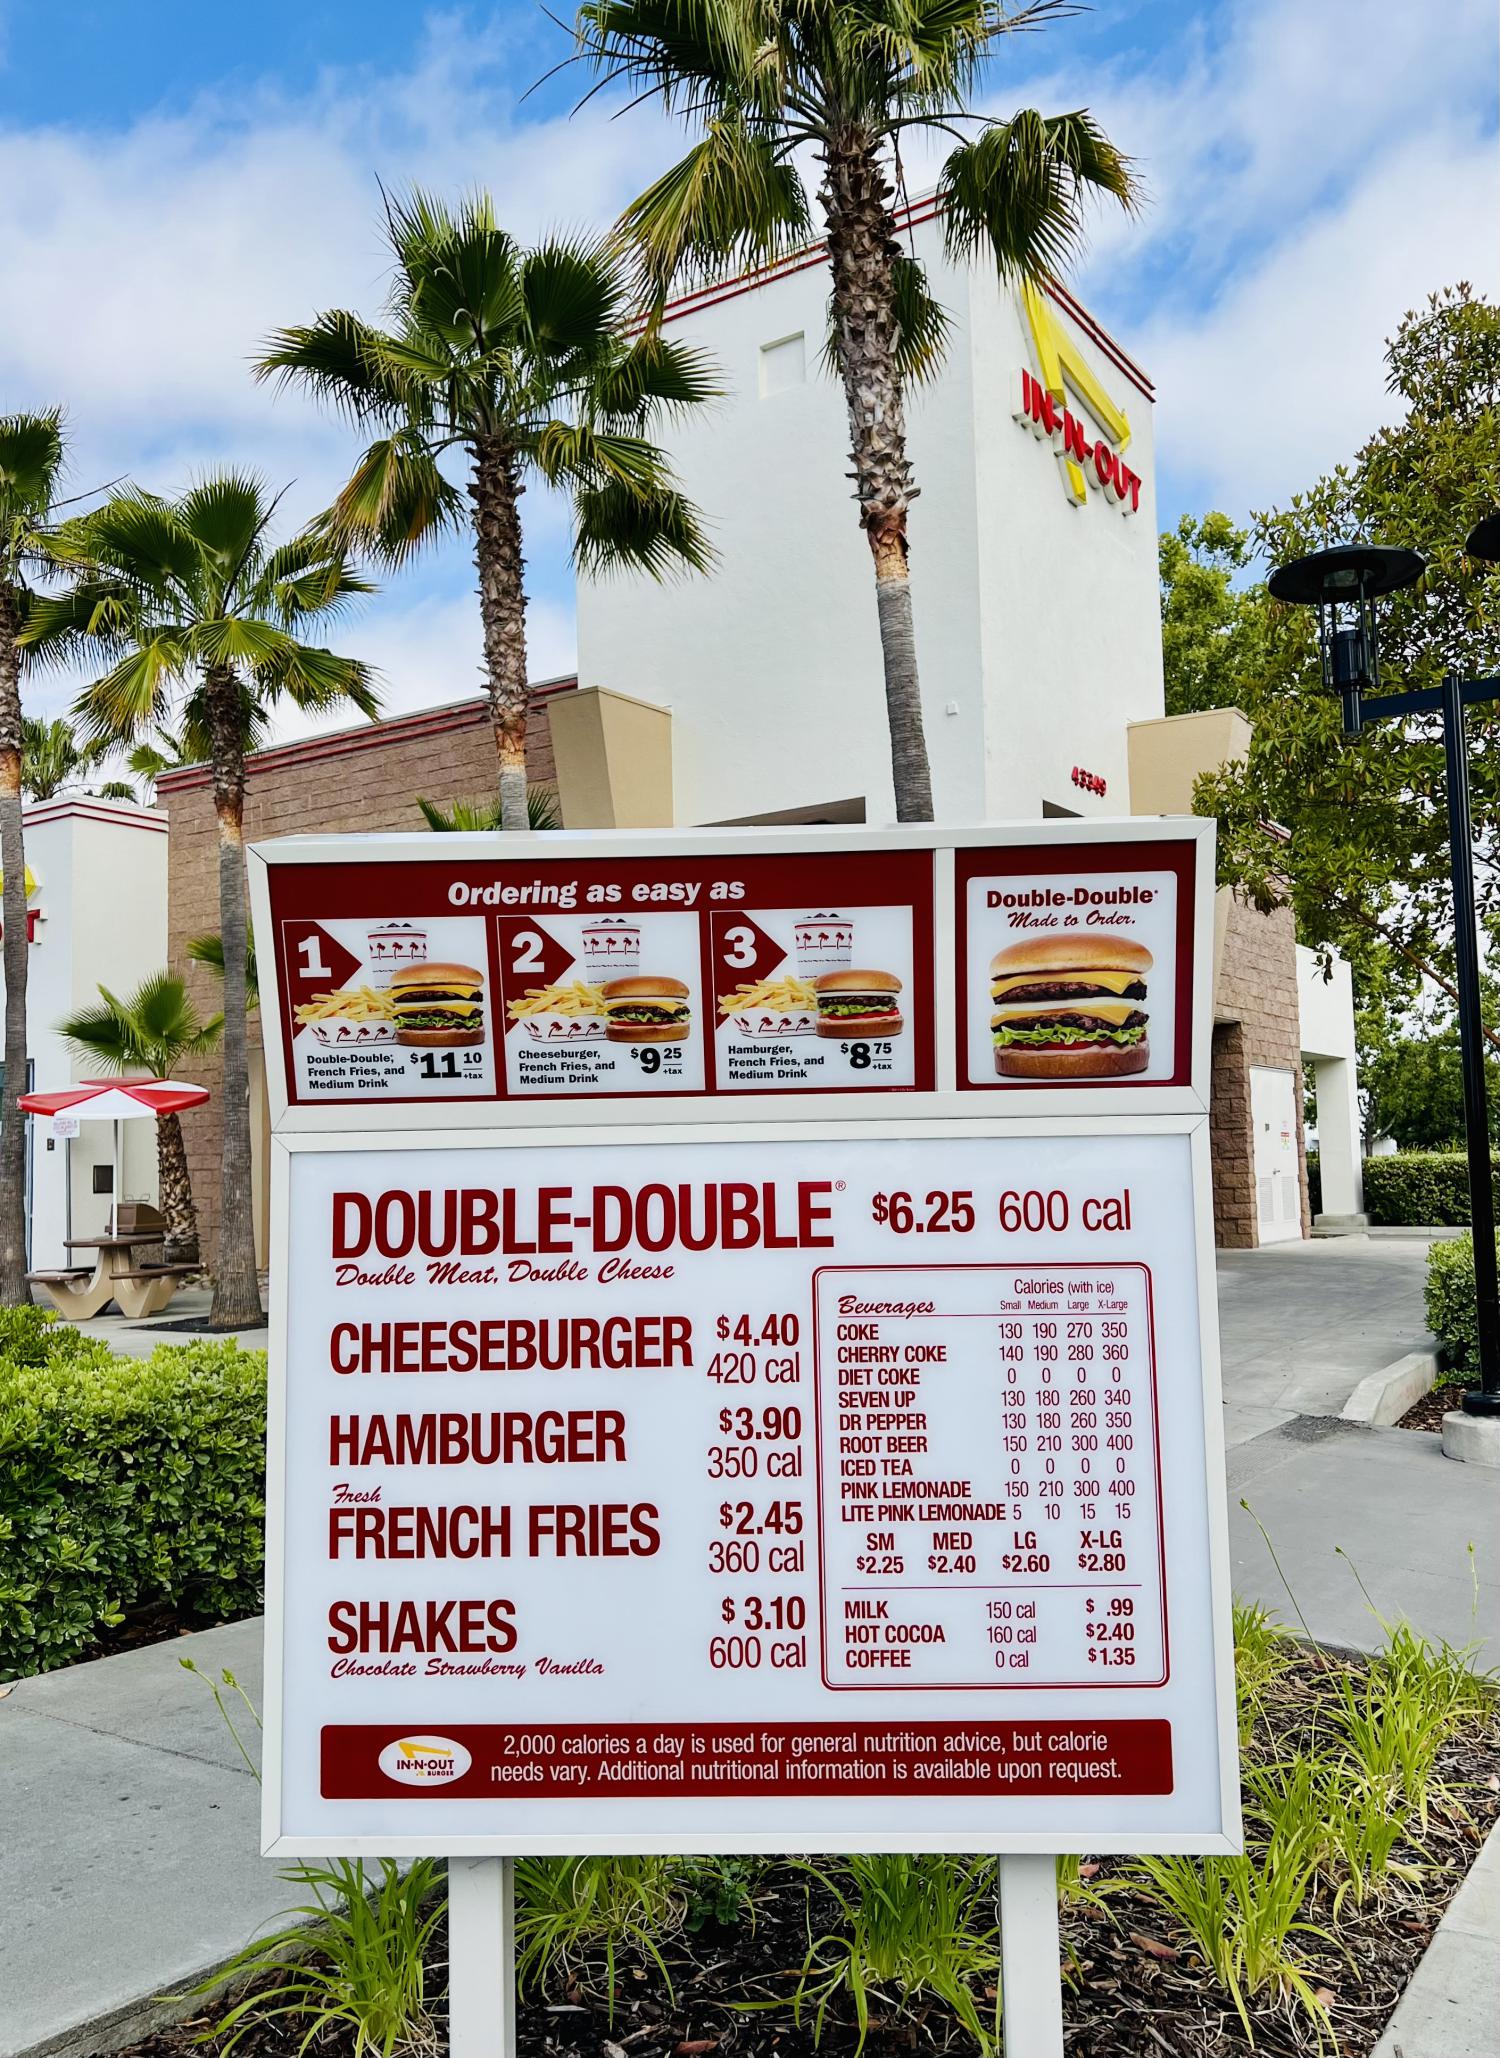 IN-N-OUT
43349
Ordering as easy as
1
Double-Double,
French Fries, and
Medium Drink
$11 10
+tax
2
Cheeseburger,
French Fries, and
Medium Drink
$9 25
+tax
3
Hamburger,
French Fries, and
Medium Drink
$8 75
+tax
Double-Double®
Made to Order.
DOUBLE-DOUBLE® $6.25 600 cal
Double Meat, Double Cheese
CHEESEBURGER $4.40
420 cal
HAMBURGER $3.90
350 cal
Fresh
FRENCH FRIES $2.45
360 cal
SHAKES $3.10
Chocolate Strawberry Vanilla 600 cal
Calories (with ice)
Beverages Small Medium Large X-Large
COKE 130 190 270 350
CHERRY COKE 140 190 280 360
DIET COKE 0 0 0 0
SEVEN UP 130 180 260 340
DR PEPPER 130 180 260 350
ROOT BEER 150 210 300 400
ICED TEA 0 0 0 0
PINK LEMONADE 150 210 300 400
LITE PINK LEMONADE 5 10 15 15
SM MED LG X-LG
$2.25 $2.40 $2.60 $2.80
MILK 150 cal $ .99
HOT COCOA 160 cal $2.40
COFFEE 0 cal $1.35
IN-N-OUT
BURGER
2,000 calories a day is used for general nutrition advice, but calorie
needs vary. Additional nutritional information is available upon request.